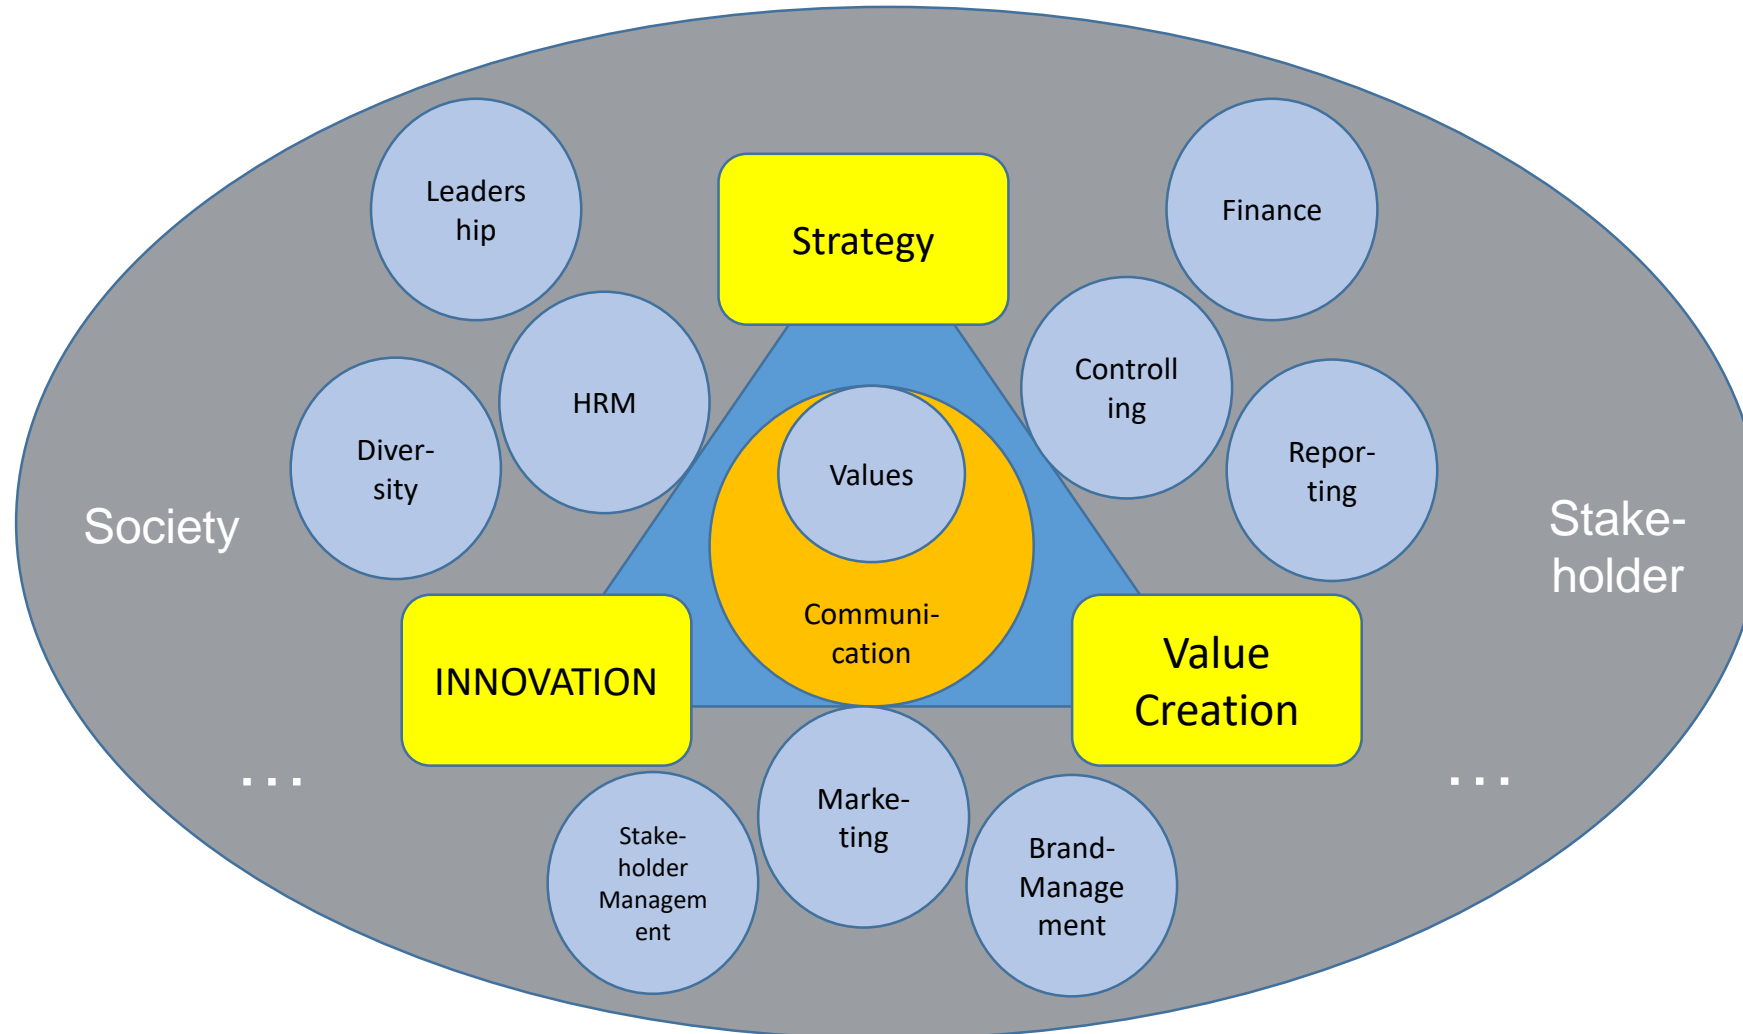 Leaders
hip
Finance
Strategy
HRM
Controll
ing
Diver-
sity
Values
Repor-
ting
Society
Stake-
holder
Communi-
cation
INNOVATION
Value
Creation
...
...
Stake-
holder
Managem
ent
Marke-
ting
Brand-
Manage
ment